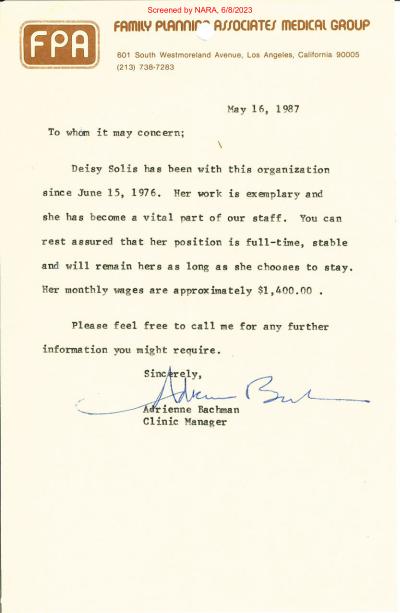 Screened by NARA, 6/8/2023
FPA
FAMILY PLANNING ASSOCIATES MEDICAL GROUP
601 South Westmoreland Avenue, Los Angeles, California 90005
(213) 738-7283
May 16, 1987
To whom it may concern;
Deisy Solis has been with this organization
since June 15, 1976. Her work is exemplary and
she has become a vital part of our staff. You can
rest assured that her position is full-time, stable
and will remain hers as long as she chooses to stay.
Her monthly wages are approximately $1,400.00 .
Please feel free to call me for any further
information you might require.
Sincerely,
Adrienne Bachman
Clinic Manager